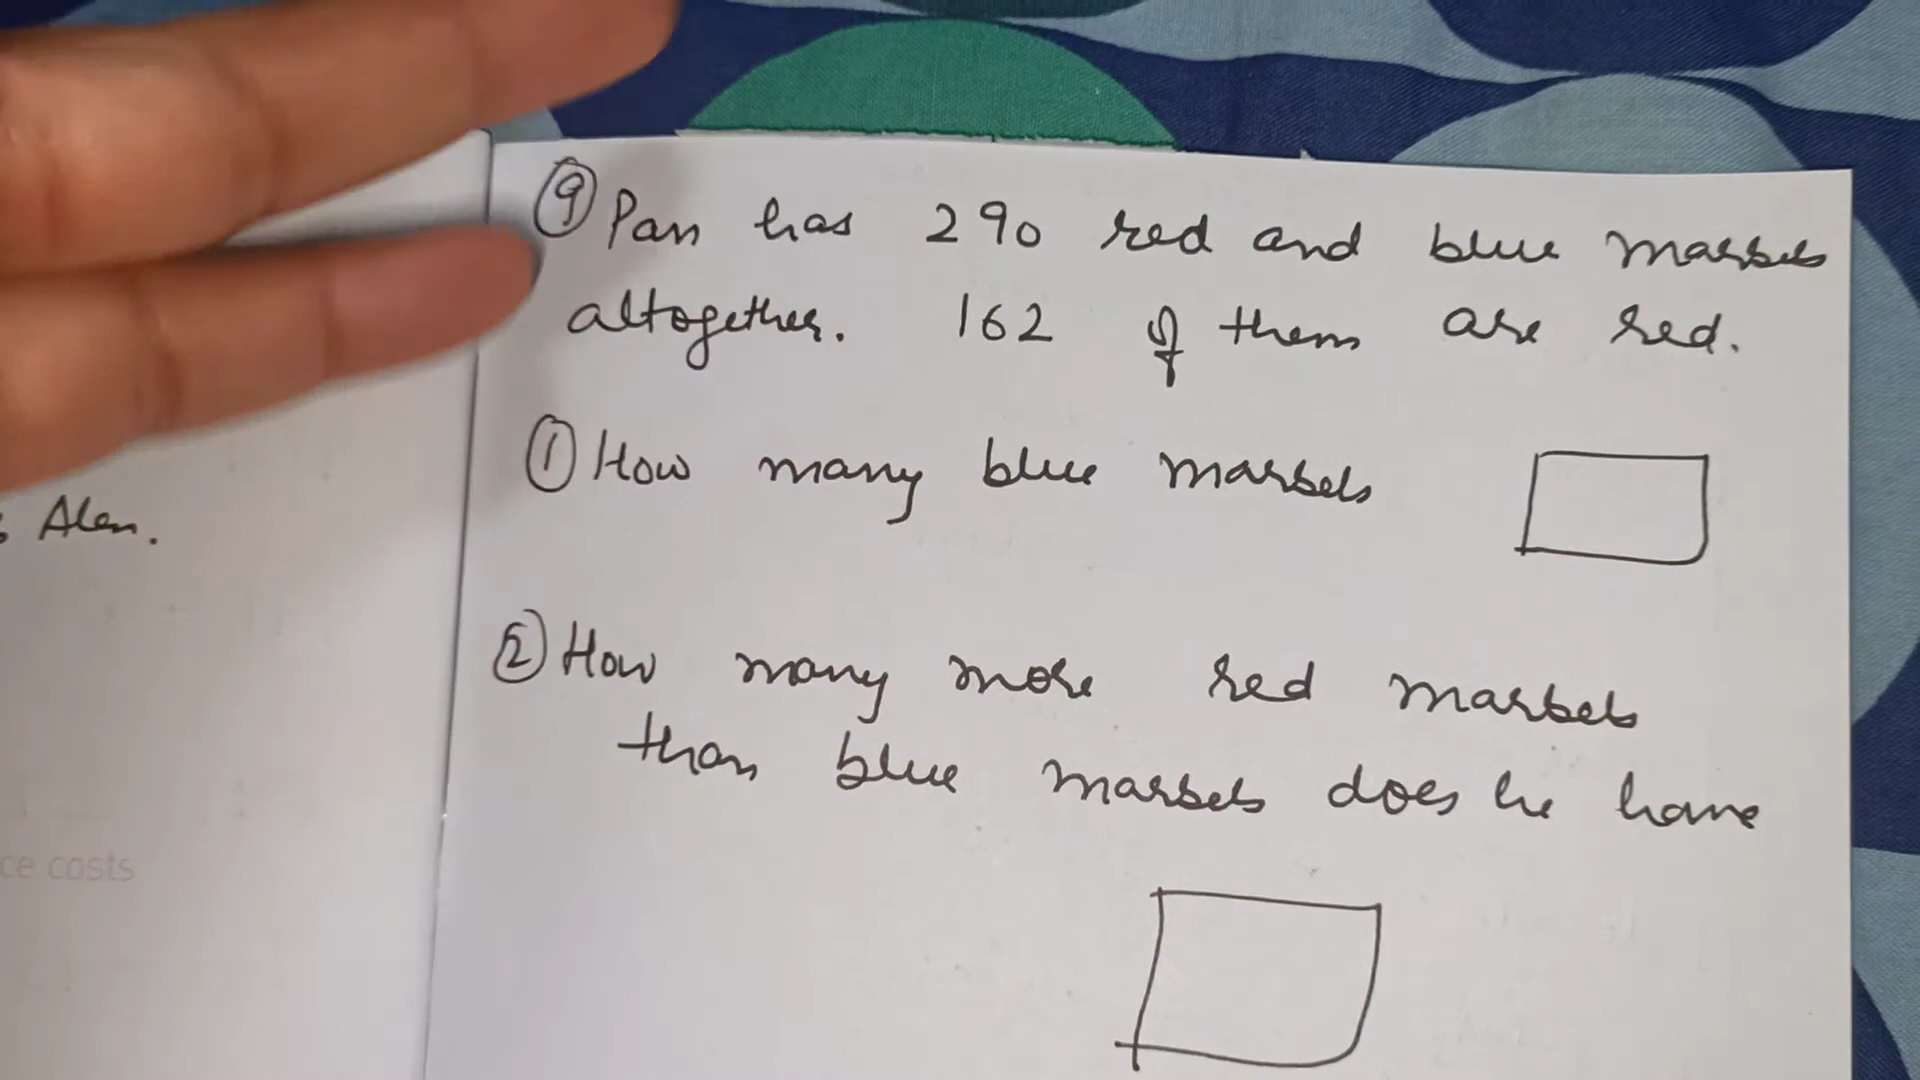 Alen.
ce costs
9 Pan has 290 red and blue marbels
altogether. 162 of them are red.
1 How many blue marbels
2 How many more red marbels
than blue marbels does he have